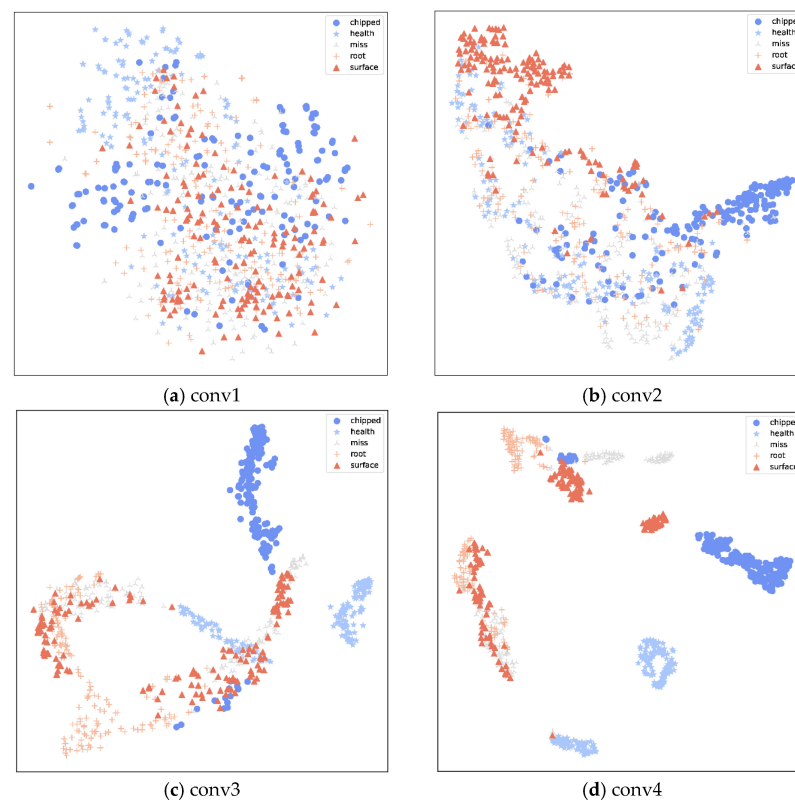 chipped
health
miss
root
surface
(a) conv1
chipped
health
miss
root
surface
(b) conv2
chipped
health
miss
root
surface
(c) conv3
chipped
health
miss
root
surface
(d) conv4